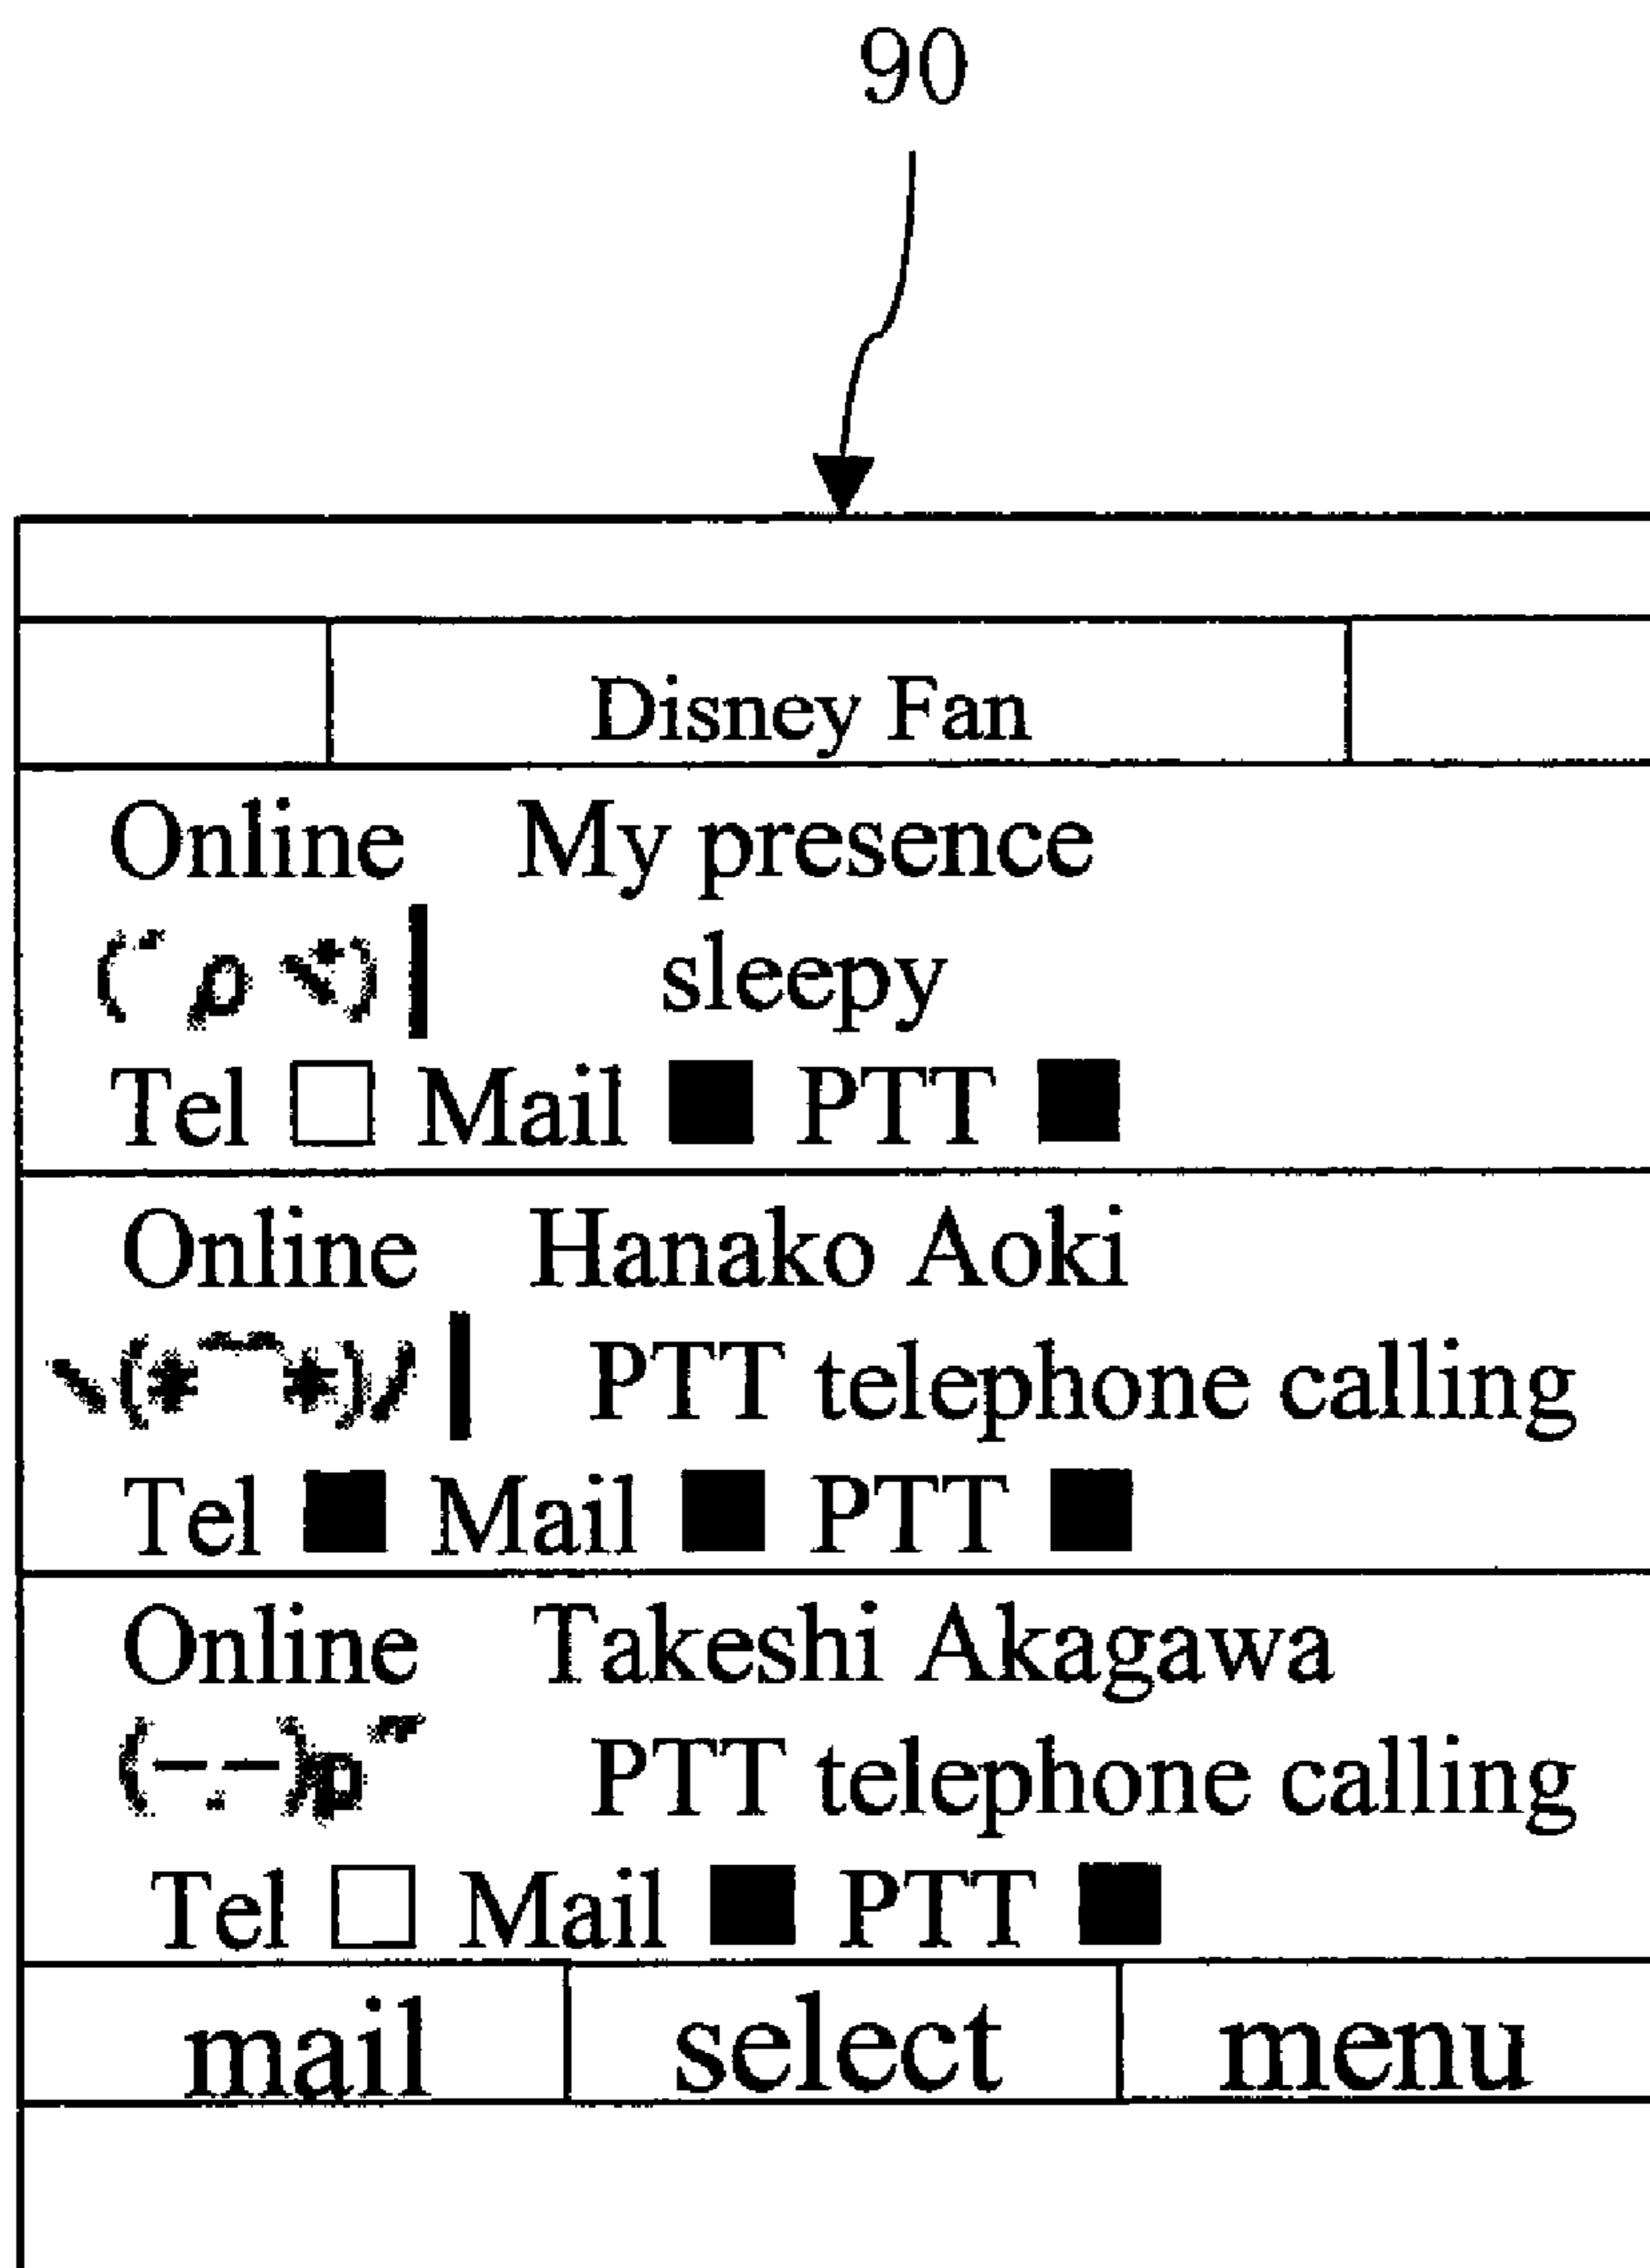 90
Disney Fan
Online My presence
(´ρ`*) sleepy
Tel □ Mail ■ PTT ■
Online Hanako Aoki
\(*⌒*)/ PTT telephone calling
Tel ■ Mail ■ PTT ■
Online Takeshi Akagawa
(-.-)p~ PTT telephone calling
Tel □ Mail ■ PTT ■
mail select menu